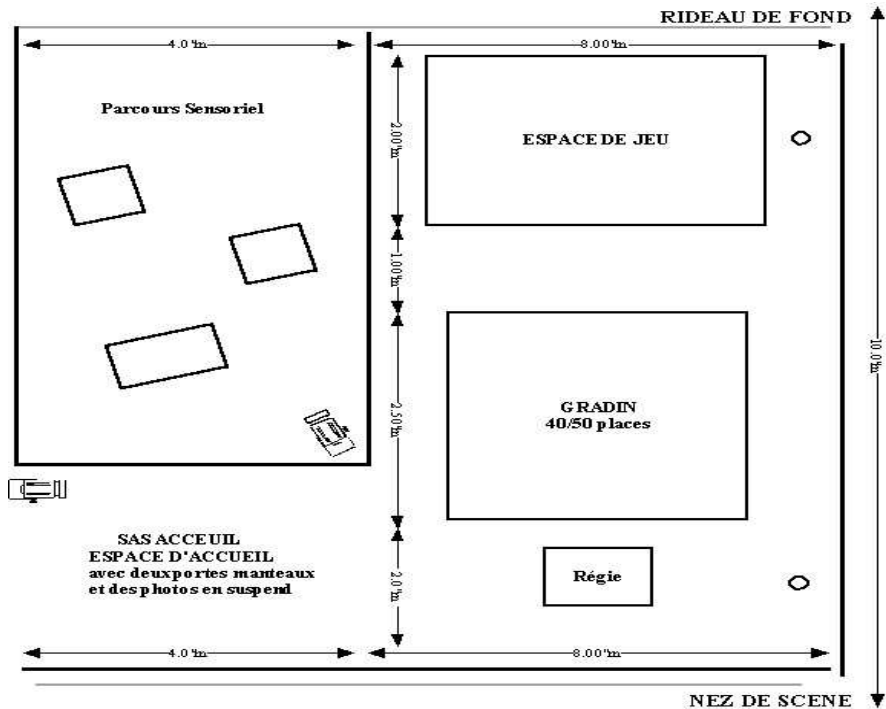 RIDEAU DE FOND
4.0'm
8.00'm
Parcours Sensoriel
2.00'm
ESPACE DE JEU
1.00'm
10.0'm
2.50'm
GRADIN
40/50 places
SAS ACCEUIL
ESPACE D'ACCUEIL
avec deux portes manteaux
et des photos en suspend
2.0'm
Régie
4.0'm
8.00'm
NEZ DE SCENE